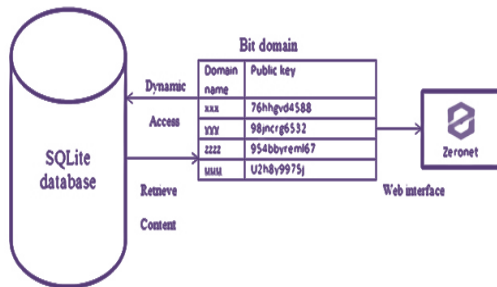 Bit domain
Domain name
Public key
xxx
76hhgvd4588
yyy
98jncrg6532
zzzz
954bbyreml67
uuu
U2h8y9975j
Dynamic
Access
SQLite
database
Retrieve
Content
Zeronet
Web interface